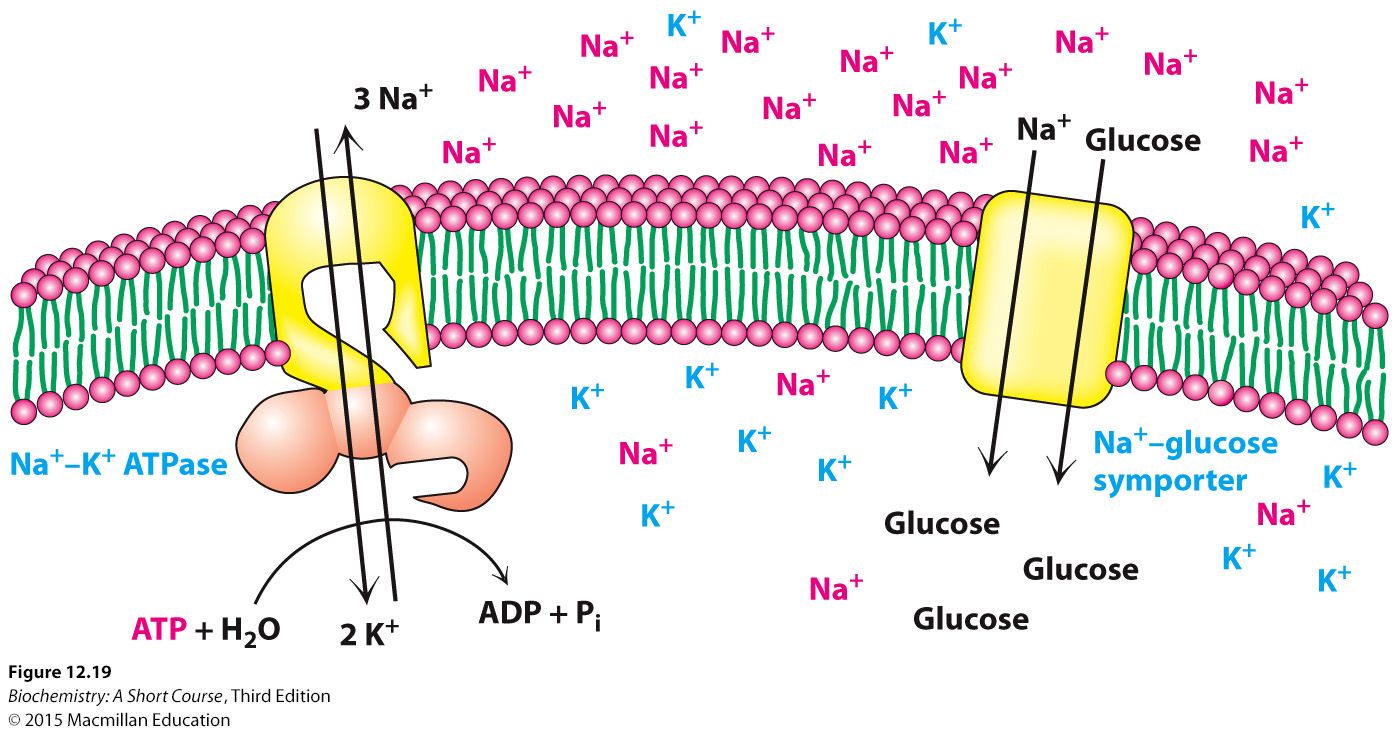 K⁺
K⁺
Na⁺
Na⁺
Na⁺
Na⁺
Na⁺
Na⁺
Na⁺
Na⁺
Na⁺
3 Na⁺
Na⁺
Na⁺
Na⁺
Na⁺
Na⁺
Na⁺
Na⁺
Na⁺
Na⁺
Na⁺ Glucose
K⁺
K⁺
K⁺
Na⁺
K⁺
Na⁺
K⁺
K⁺
K⁺
Na⁺–K⁺ ATPase
Na⁺–glucose
symporter
K⁺
Na⁺
K⁺
K⁺
Glucose
Glucose
Glucose
Na⁺
ATP + H₂O
2 K⁺
ADP + Pᵢ
Figure 12.19
Biochemistry: A Short Course, Third Edition
© 2015 Macmillan Education